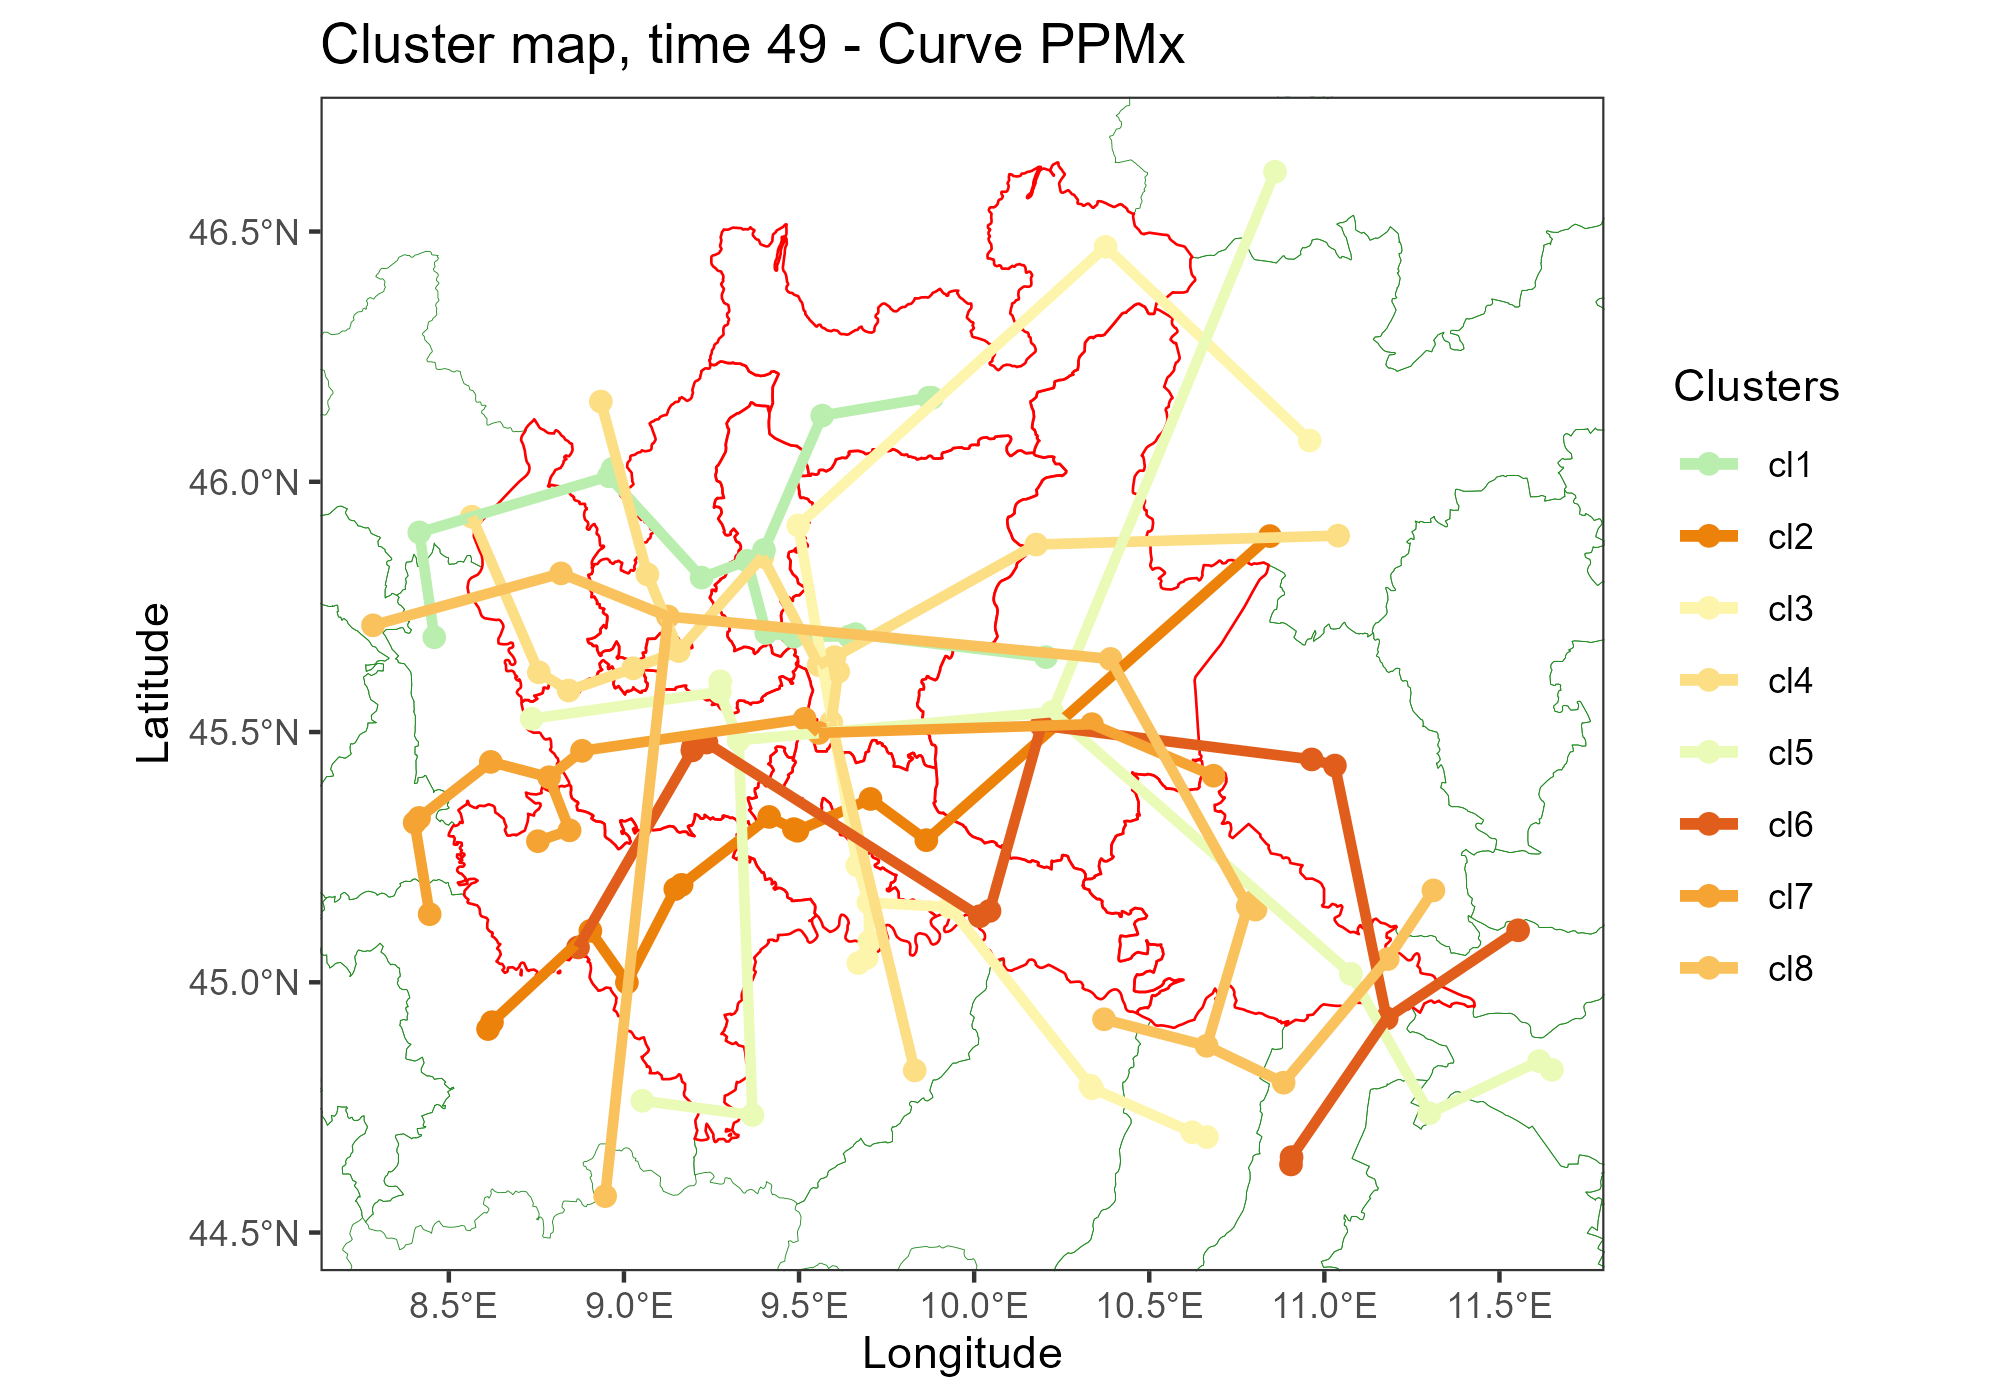 Cluster map, time 49 - Curve PPMx
46.5°N
46.0°N
45.5°N
45.0°N
44.5°N
Latitude
8.5°E
9.0°E
9.5°E
10.0°E
10.5°E
11.0°E
11.5°E
Longitude
Clusters
cl1
cl2
cl3
cl4
cl5
cl6
cl7
cl8